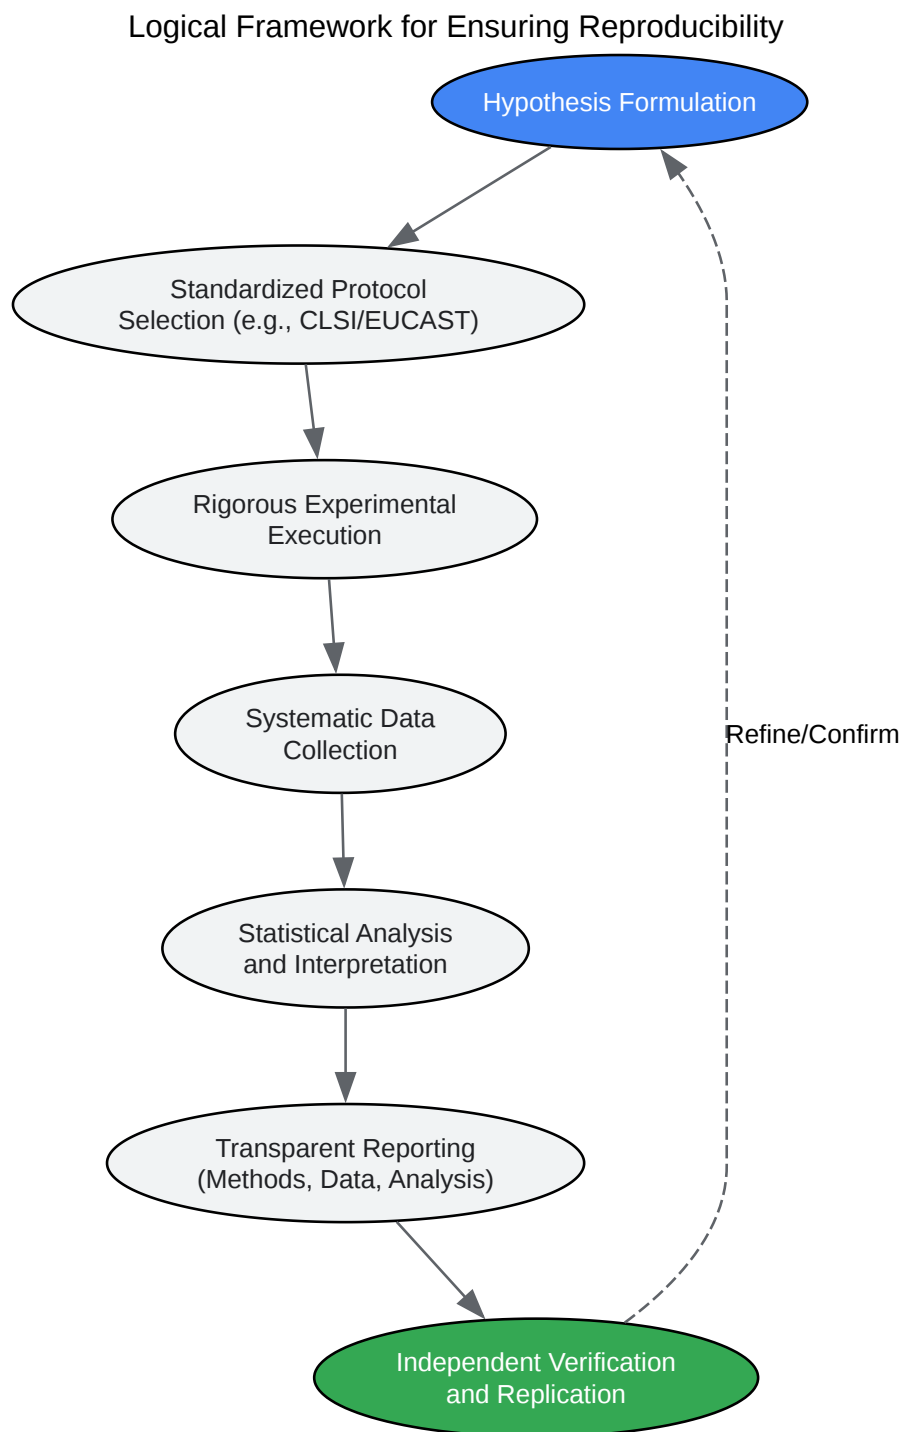 Logical Framework for Ensuring Reproducibility
Hypothesis Formulation
Standardized Protocol
Selection (e.g., CLSI/EUCAST)
Rigorous Experimental
Execution
Systematic Data
Collection
Refine/Confirm
Statistical Analysis
and Interpretation
Transparent Reporting
(Methods, Data, Analysis)
Independent Verification
and Replication